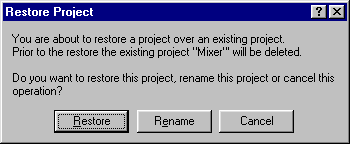 Restore Project
You are about to restore a project over an existing project.
Prior to the restore the existing project "Mixer" will be deleted.
Do you want to restore this project, rename this project or cancel this
operation?
Restore
Rename
Cancel